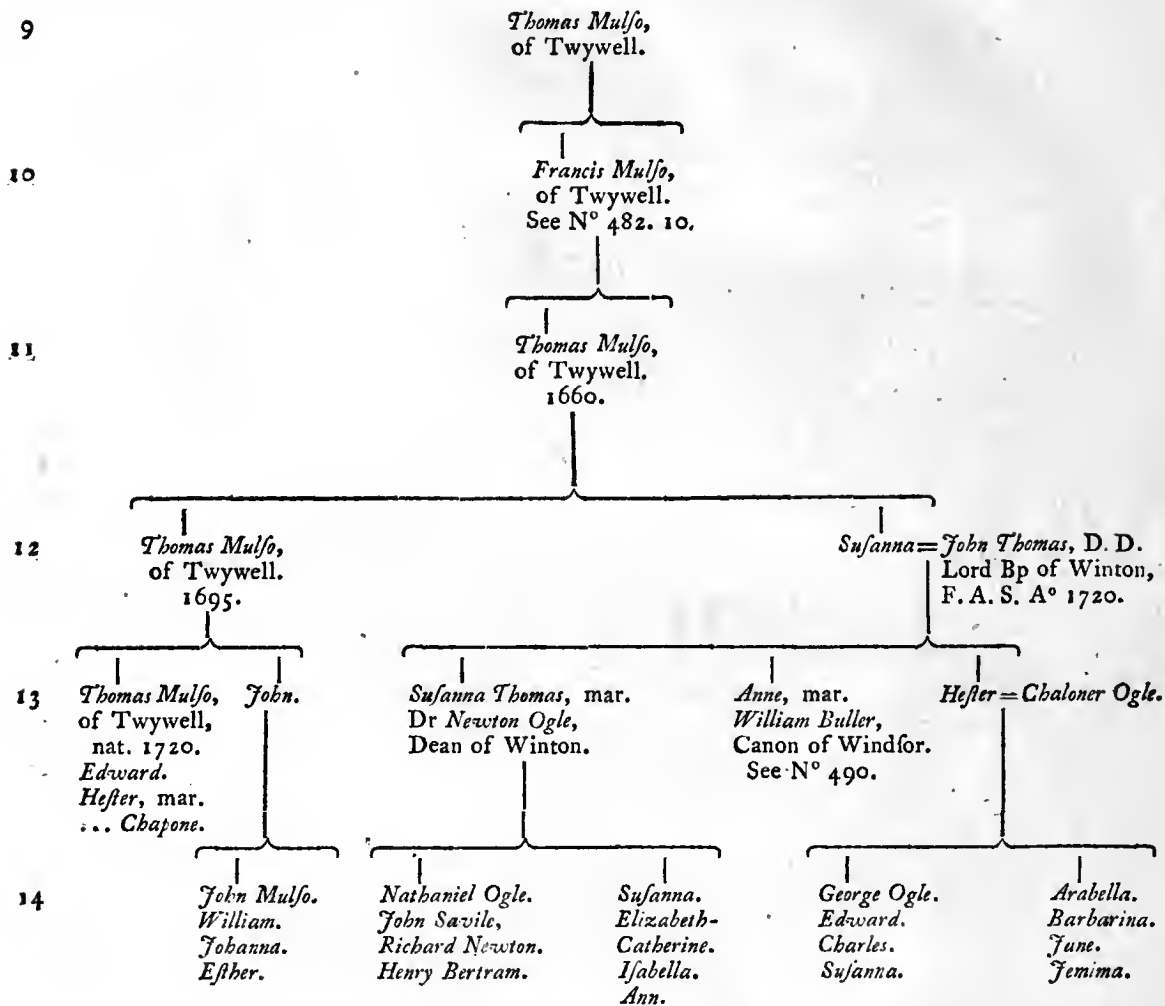 9
Thomas Mulſo,
of Twywell.
10
Francis Mulſo,
of Twywell.
See Nº 482. 10.
11
Thomas Mulſo,
of Twywell.
1660.
12
Thomas Mulſo,
of Twywell.
1695.
Suſanna = John Thomas, D. D.
Lord Bp of Winton,
F. A. S. Aº 1720.
13
Thomas Mulſo,
of Twywell,
nat. 1720.
Edward.
Heſter, mar.
... Chapone.
John.
Suſanna Thomas, mar.
Dr Newton Ogle,
Dean of Winton.
Anne, mar.
William Buller,
Canon of Windſor.
See Nº 490.
Heſter = Chaloner Ogle.
14
John Mulſo.
William.
Johanna.
Eſther.
Nathaniel Ogle.
John Savile,
Richard Newton.
Henry Bertram.
Suſanna.
Elizabeth-
Catherine.
Iſabella.
Ann.
George Ogle.
Edward.
Charles.
Suſanna.
Arabella.
Barbarina.
June.
Jemima.